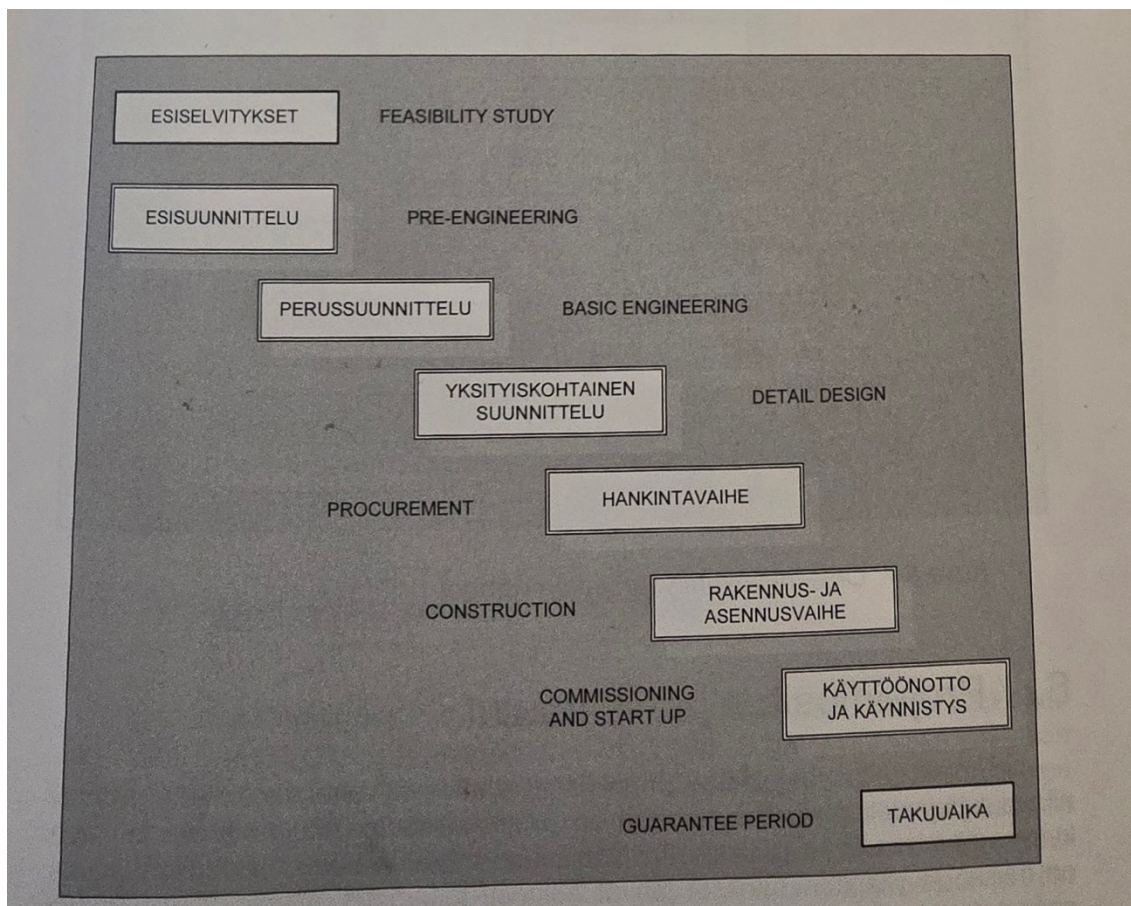 ESISELVITYKSET FEASIBILITY STUDY
ESISUUNNITTELU PRE-ENGINEERING
PERUSSUUNNITTELU BASIC ENGINEERING
YKSITYISKOHTAINEN
SUUNNITTELU
DETAIL DESIGN
PROCUREMENT HANKINTAVAIHE
CONSTRUCTION
RAKENNUS- JA
ASENNUSVAIHE
COMMISSIONING
AND START UP
KÄYTTÖÖNOTTO
JA KÄYNNISTYS
GUARANTEE PERIOD TAKUUAIKA